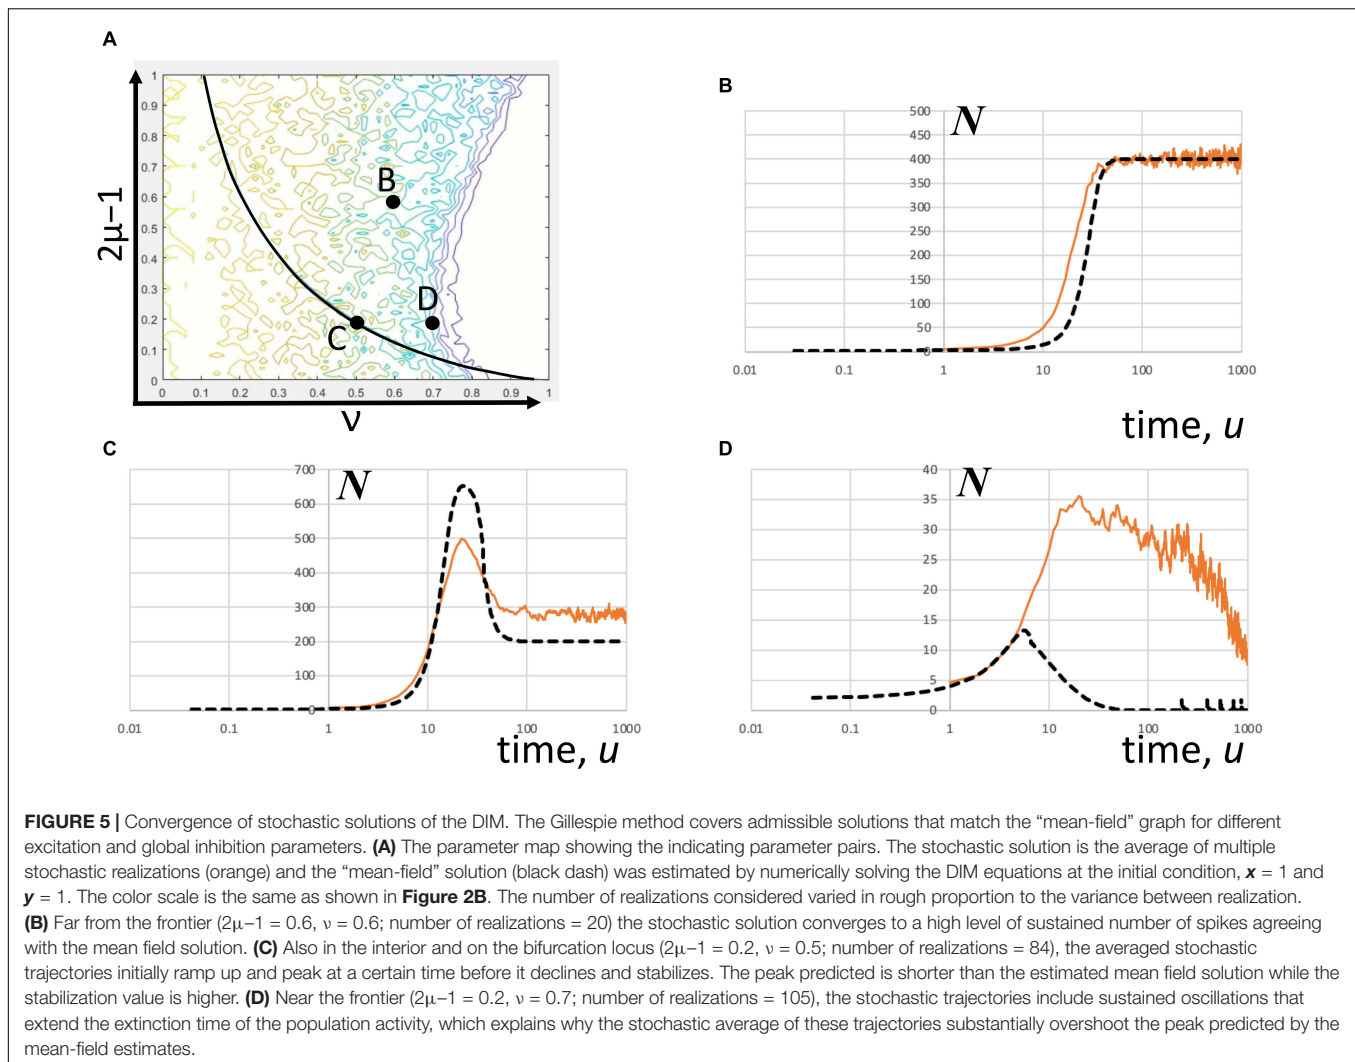 A
1
0.9
0.8
0.7
0.6
0.5
0.4
0.3
0.2
0.1
0
2μ−1
B
D
C
0 0.1 0.2 0.3 0.4 0.5 0.6 0.7 0.8 0.9 1
ν
B
N
500
450
400
350
300
250
200
150
100
50
0
0.01 0.1 1 10 100 1000
time, u
C
N
700
600
500
400
300
200
100
0
0.01 0.1 1 10 100 1000
time, u
D
N
40
35
30
25
20
15
10
5
0
0.01 0.1 1 10 100 1000
time, u
FIGURE 5 | Convergence of stochastic solutions of the DIM. The Gillespie method covers admissible solutions that match the “mean-field” graph for different
excitation and global inhibition parameters. (A) The parameter map showing the indicating parameter pairs. The stochastic solution is the average of multiple
stochastic realizations (orange) and the “mean-field” solution (black dash) was estimated by numerically solving the DIM equations at the initial condition, x = 1 and
y = 1. The color scale is the same as shown in Figure 2B. The number of realizations considered varied in rough proportion to the variance between realization.
(B) Far from the frontier (2μ−1 = 0.6, ν = 0.6; number of realizations = 20) the stochastic solution converges to a high level of sustained number of spikes agreeing
with the mean field solution. (C) Also in the interior and on the bifurcation locus (2μ−1 = 0.2, ν = 0.5; number of realizations = 84), the averaged stochastic
trajectories initially ramp up and peak at a certain time before it declines and stabilizes. The peak predicted is shorter than the estimated mean field solution while the
stabilization value is higher. (D) Near the frontier (2μ−1 = 0.2, ν = 0.7; number of realizations = 105), the stochastic trajectories include sustained oscillations that
extend the extinction time of the population activity, which explains why the stochastic average of these trajectories substantially overshoot the peak predicted by the
mean-field estimates.